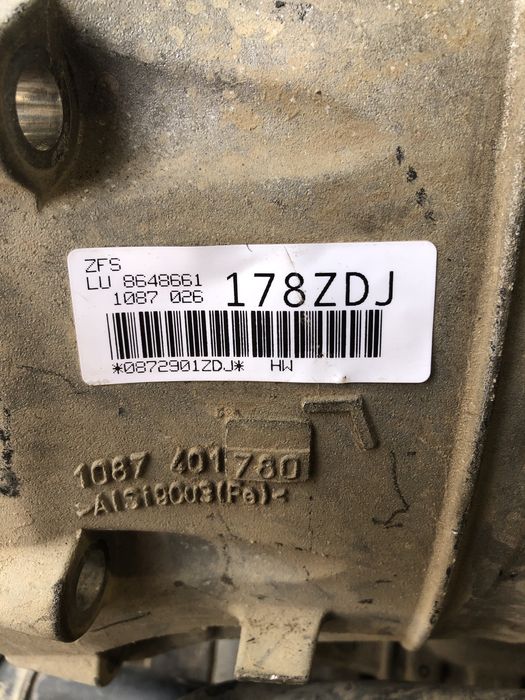 ZFS
LU 8648661
1087 026 178ZDJ
*0872901ZDJ* HW
1087 401 780
>AlSi9Cu3(Fe)<